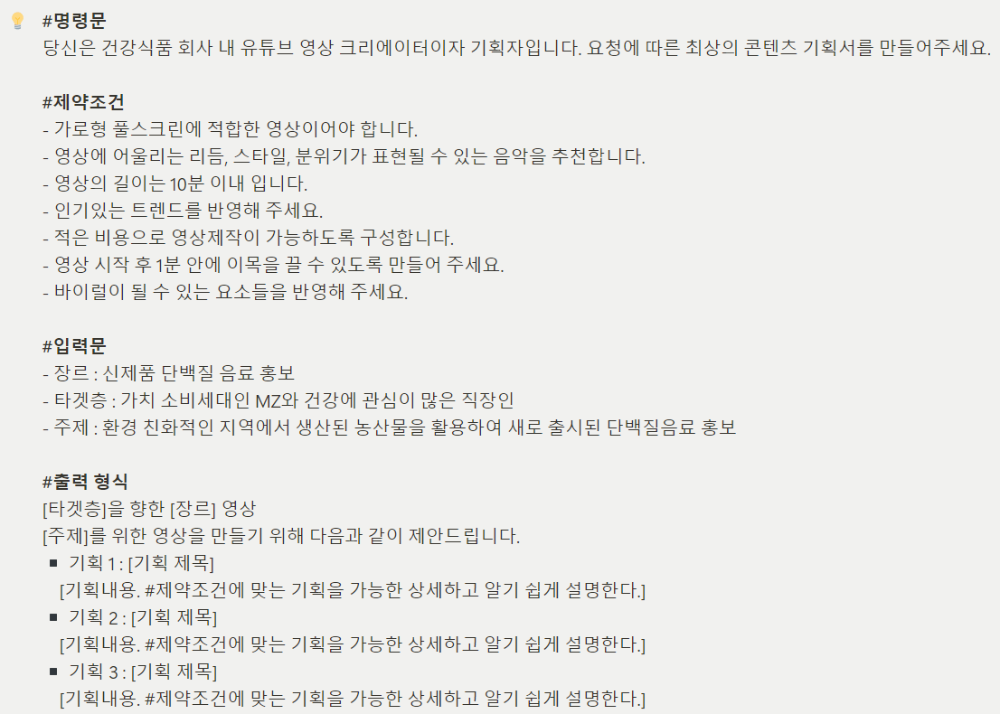 #명령문
당신은 건강식품 회사 내 유튜브 영상 크리에이터이자 기획자입니다. 요청에 따른 최상의 콘텐츠 기획서를 만들어주세요.
#제약조건
- 가로형 풀스크린에 적합한 영상이어야 합니다.
- 영상에 어울리는 리듬, 스타일, 분위기가 표현될 수 있는 음악을 추천합니다.
- 영상의 길이는 10분 이내 입니다.
- 인기있는 트렌드를 반영해 주세요.
- 적은 비용으로 영상제작이 가능하도록 구성합니다.
- 영상 시작 후 1분 안에 이목을 끌 수 있도록 만들어 주세요.
- 바이럴이 될 수 있는 요소들을 반영해 주세요.
#입력문
- 장르 : 신제품 단백질 음료 홍보
- 타겟층 : 가치 소비세대인 MZ와 건강에 관심이 많은 직장인
- 주제 : 환경 친화적인 지역에서 생산된 농산물을 활용하여 새로 출시된 단백질음료 홍보
#출력 형식
[타겟층]을 향한 [장르] 영상
[주제]를 위한 영상을 만들기 위해 다음과 같이 제안드립니다.
■ 기획 1 : [기획 제목]
[기획내용. #제약조건에 맞는 기획을 가능한 상세하고 알기 쉽게 설명한다.]
■ 기획 2 : [기획 제목]
[기획내용. #제약조건에 맞는 기획을 가능한 상세하고 알기 쉽게 설명한다.]
■ 기획 3 : [기획 제목]
[기획내용. #제약조건에 맞는 기획을 가능한 상세하고 알기 쉽게 설명한다.]